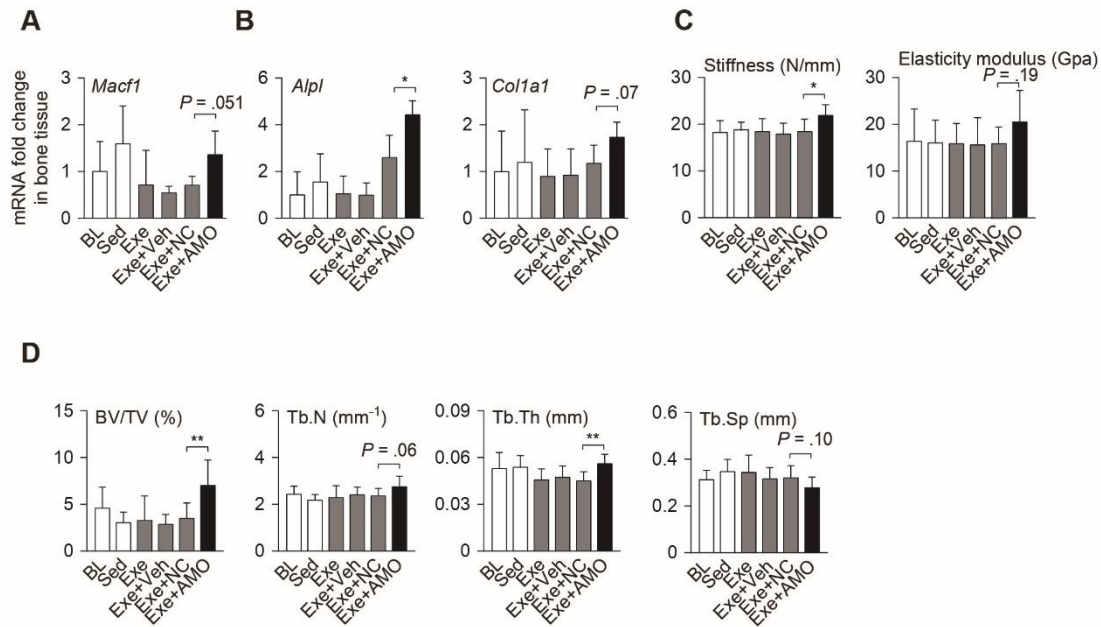 A
B
C
mRNA fold change
in bone tissue
3
2
1
0
Macf1
P = .051
BL
Sed
Exe
Exe+Veh
Exe+NC
Exe+AMO
6
4
2
0
Alpl
*
BL
Sed
Exe
Exe+Veh
Exe+NC
Exe+AMO
3
2
1
0
Col1a1
P = .07
BL
Sed
Exe
Exe+Veh
Exe+NC
Exe+AMO
Stiffness (N/mm)
30
20
10
0
*
BL
Sed
Exe
Exe+Veh
Exe+NC
Exe+AMO
Elasticity modulus (Gpa)
30
20
10
0
P = .19
BL
Sed
Exe
Exe+Veh
Exe+NC
Exe+AMO
D
15
10
5
0
BV/TV (%)
**
BL
Sed
Exe
Exe+Veh
Exe+NC
Exe+AMO
6
4
2
0
Tb.N (mm⁻¹)
P = .06
BL
Sed
Exe
Exe+Veh
Exe+NC
Exe+AMO
0.09
0.06
0.03
0
Tb.Th (mm)
**
BL
Sed
Exe
Exe+Veh
Exe+NC
Exe+AMO
0.6
0.4
0.2
0
Tb.Sp (mm)
P = .10
BL
Sed
Exe
Exe+Veh
Exe+NC
Exe+AMO